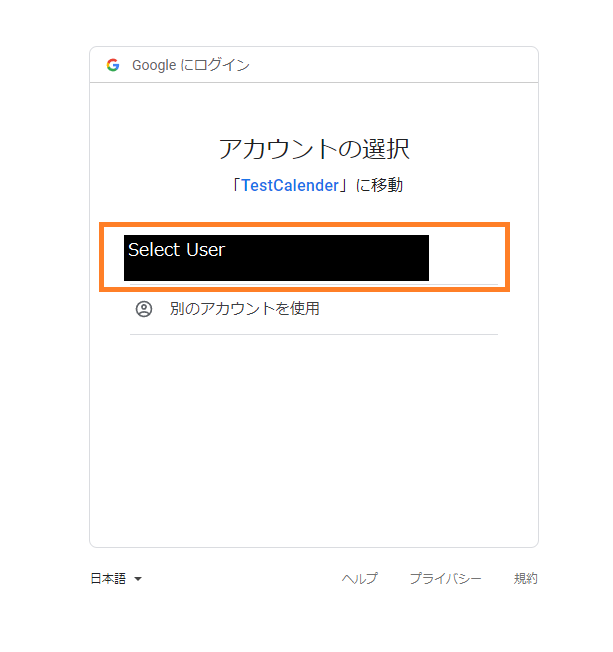 Google にログイン
アカウントの選択
「TestCalender」に移動
Select User
別のアカウントを使用
日本語 ヘルプ プライバシー 規約